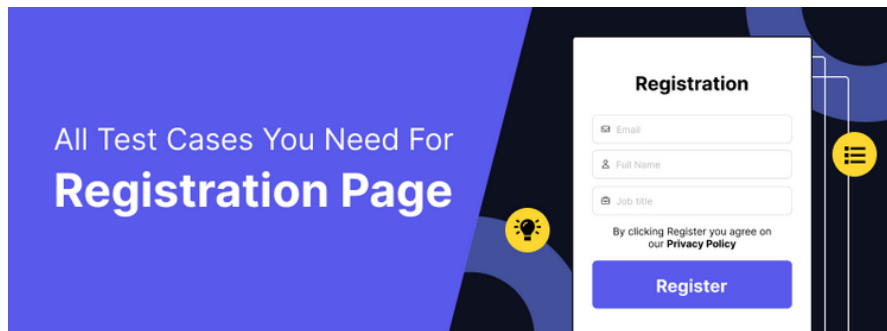 All Test Cases You Need For
Registration Page
Registration
Email
Full Name
Job title
By clicking Register you agree on
our Privacy Policy
Register